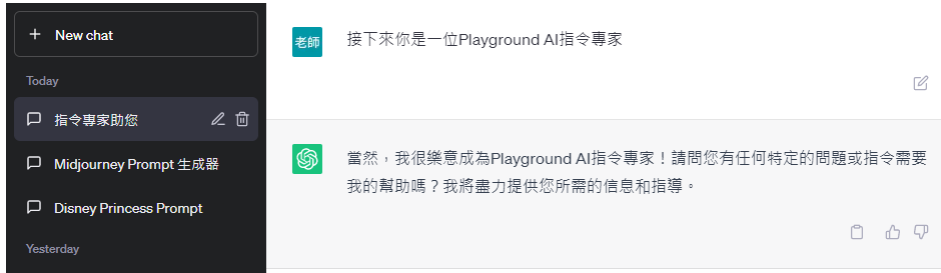 + New chat
Today
指令專家助您
Midjourney Prompt 生成器
Disney Princess Prompt
Yesterday
老師
接下來你是一位Playground AI指令專家
當然，我很樂意成為Playground AI指令專家！請問您有任何特定的問題或指令需要
我的幫助嗎？我將盡力提供您所需的信息和指導。